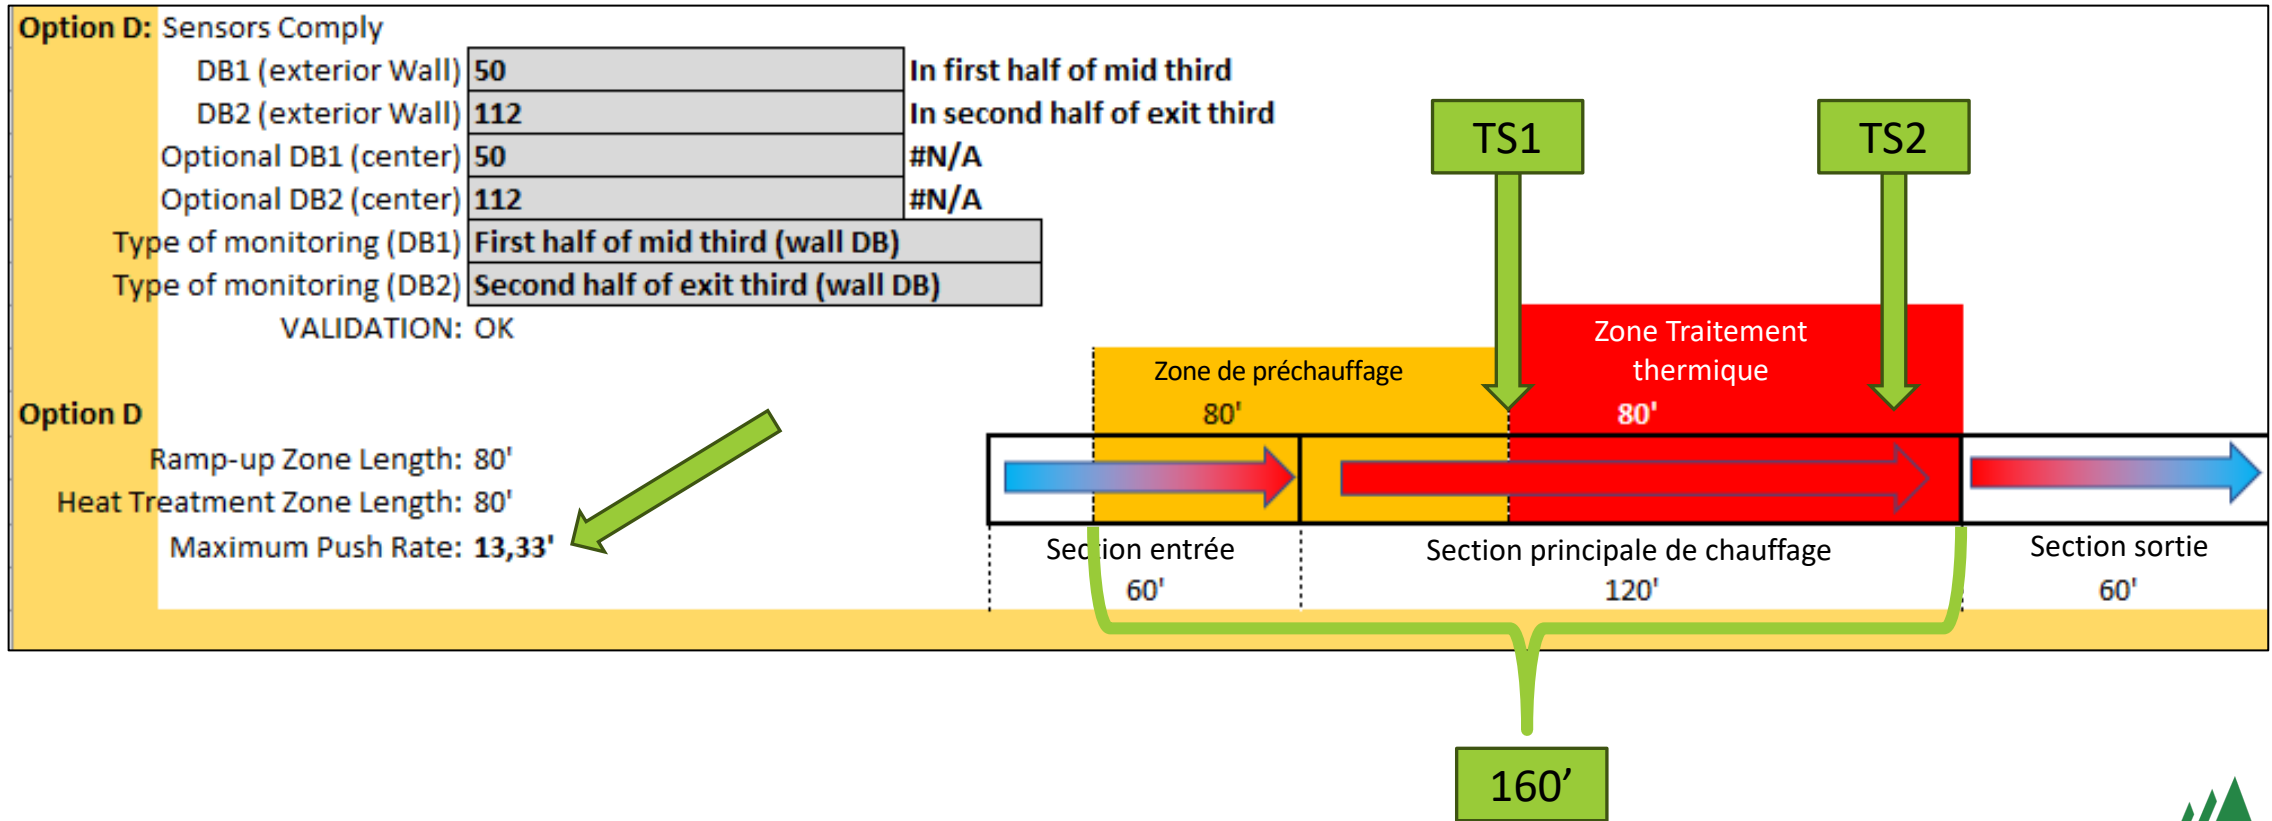 Option D: Sensors Comply
DB1 (exterior Wall) 50 In first half of mid third
DB2 (exterior Wall) 112 In second half of exit third
Optional DB1 (center) 50 #N/A
Optional DB2 (center) 112 #N/A
Type of monitoring (DB1) First half of mid third (wall DB)
Type of monitoring (DB2) Second half of exit third (wall DB)
VALIDATION: OK
TS1
TS2
Zone de préchauffage
80'
Zone Traitement
thermique
80'
Option D
Ramp-up Zone Length: 80'
Heat Treatment Zone Length: 80'
Maximum Push Rate: 13,33'
Section entrée
60'
Section principale de chauffage
120'
Section sortie
60'
160’